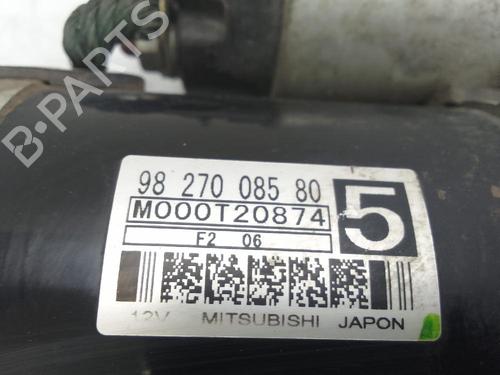 98 270 085 80
M000T20874
5
F2 06
12V MITSUBISHI JAPON
B-PARTS